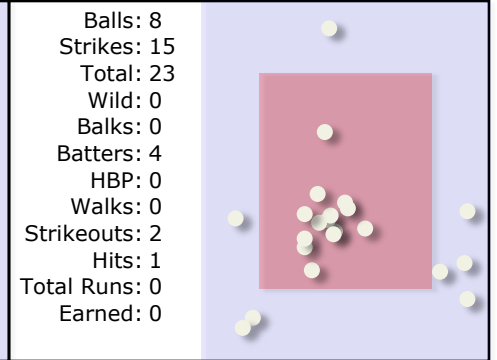 Balls: 8
Strikes: 15
Total: 23
Wild: 0
Balks: 0
Batters: 4
HBP: 0
Walks: 0
Strikeouts: 2
Hits: 1
Total Runs: 0
Earned: 0